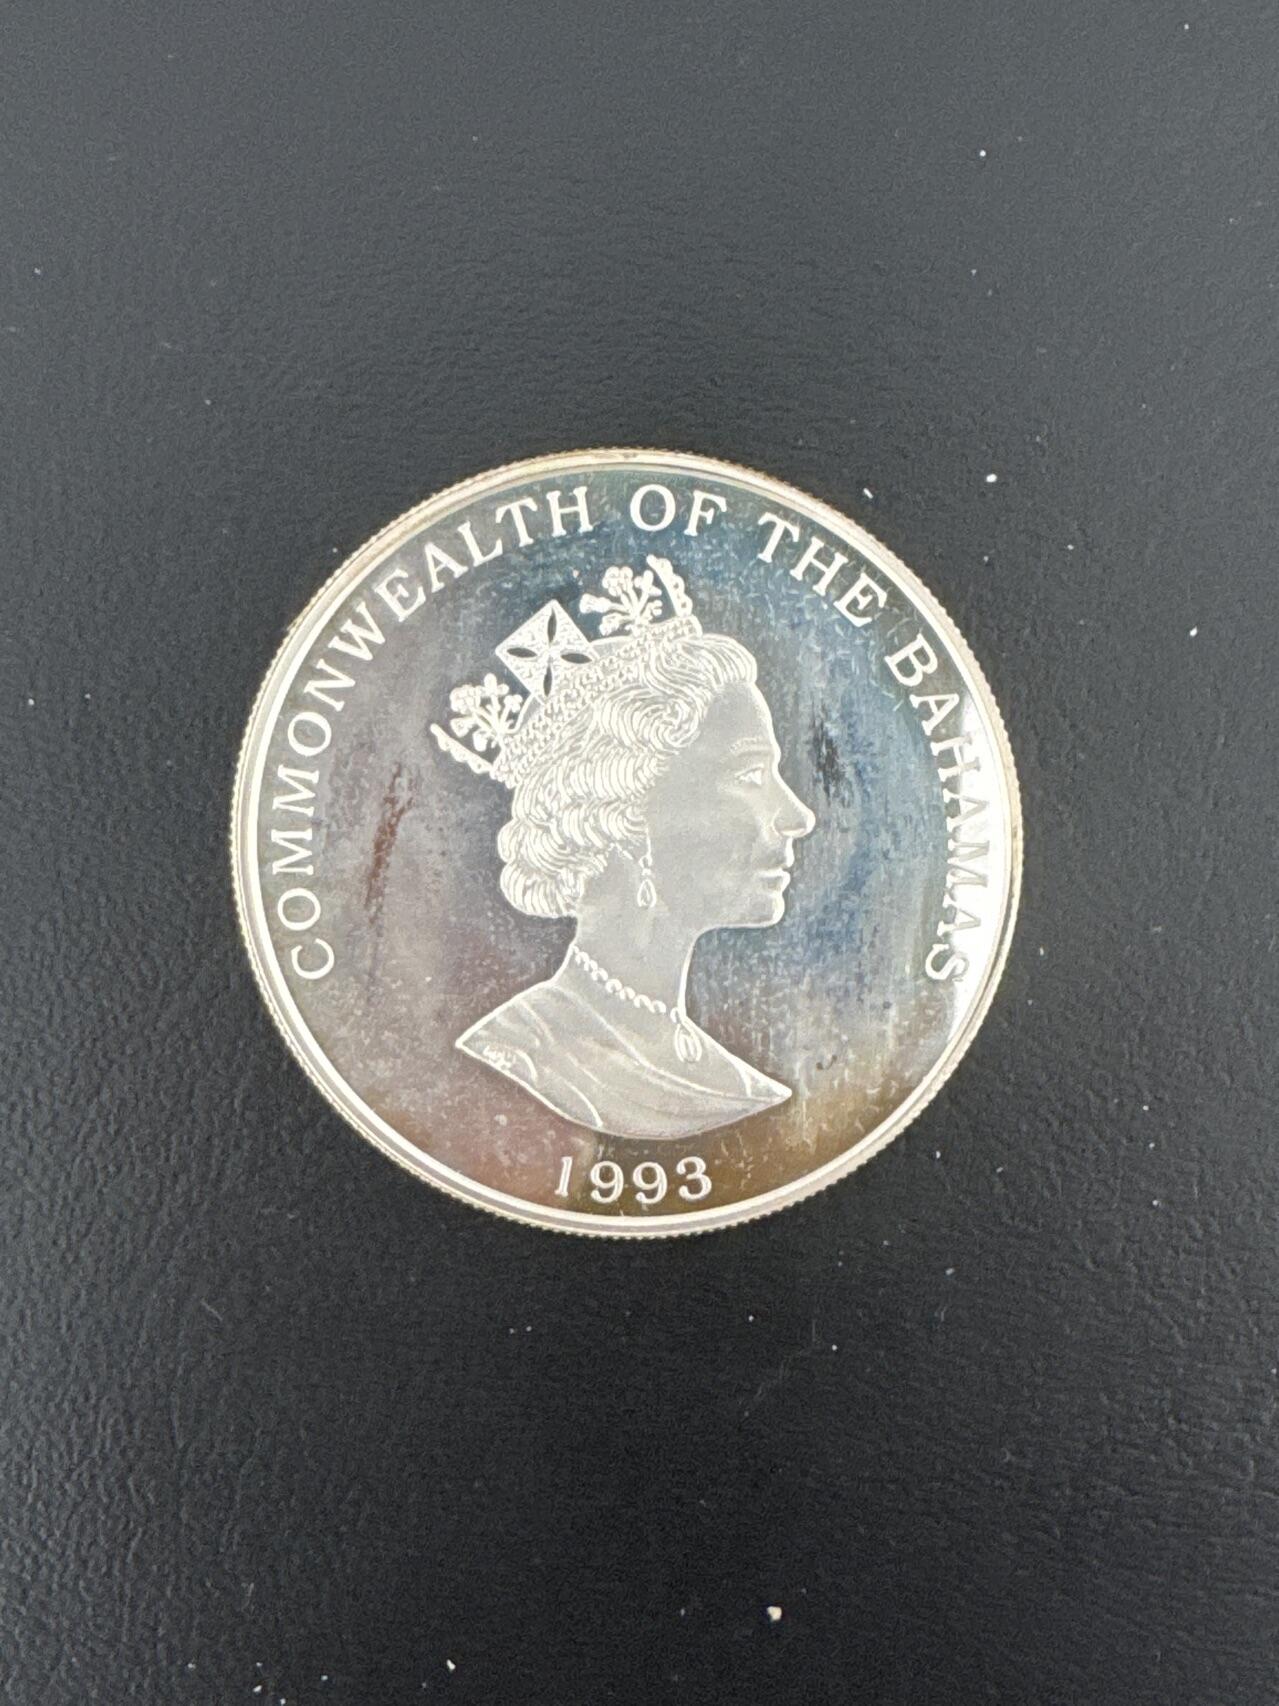 COMMONWEALTH OF THE BAHAMAS
1993